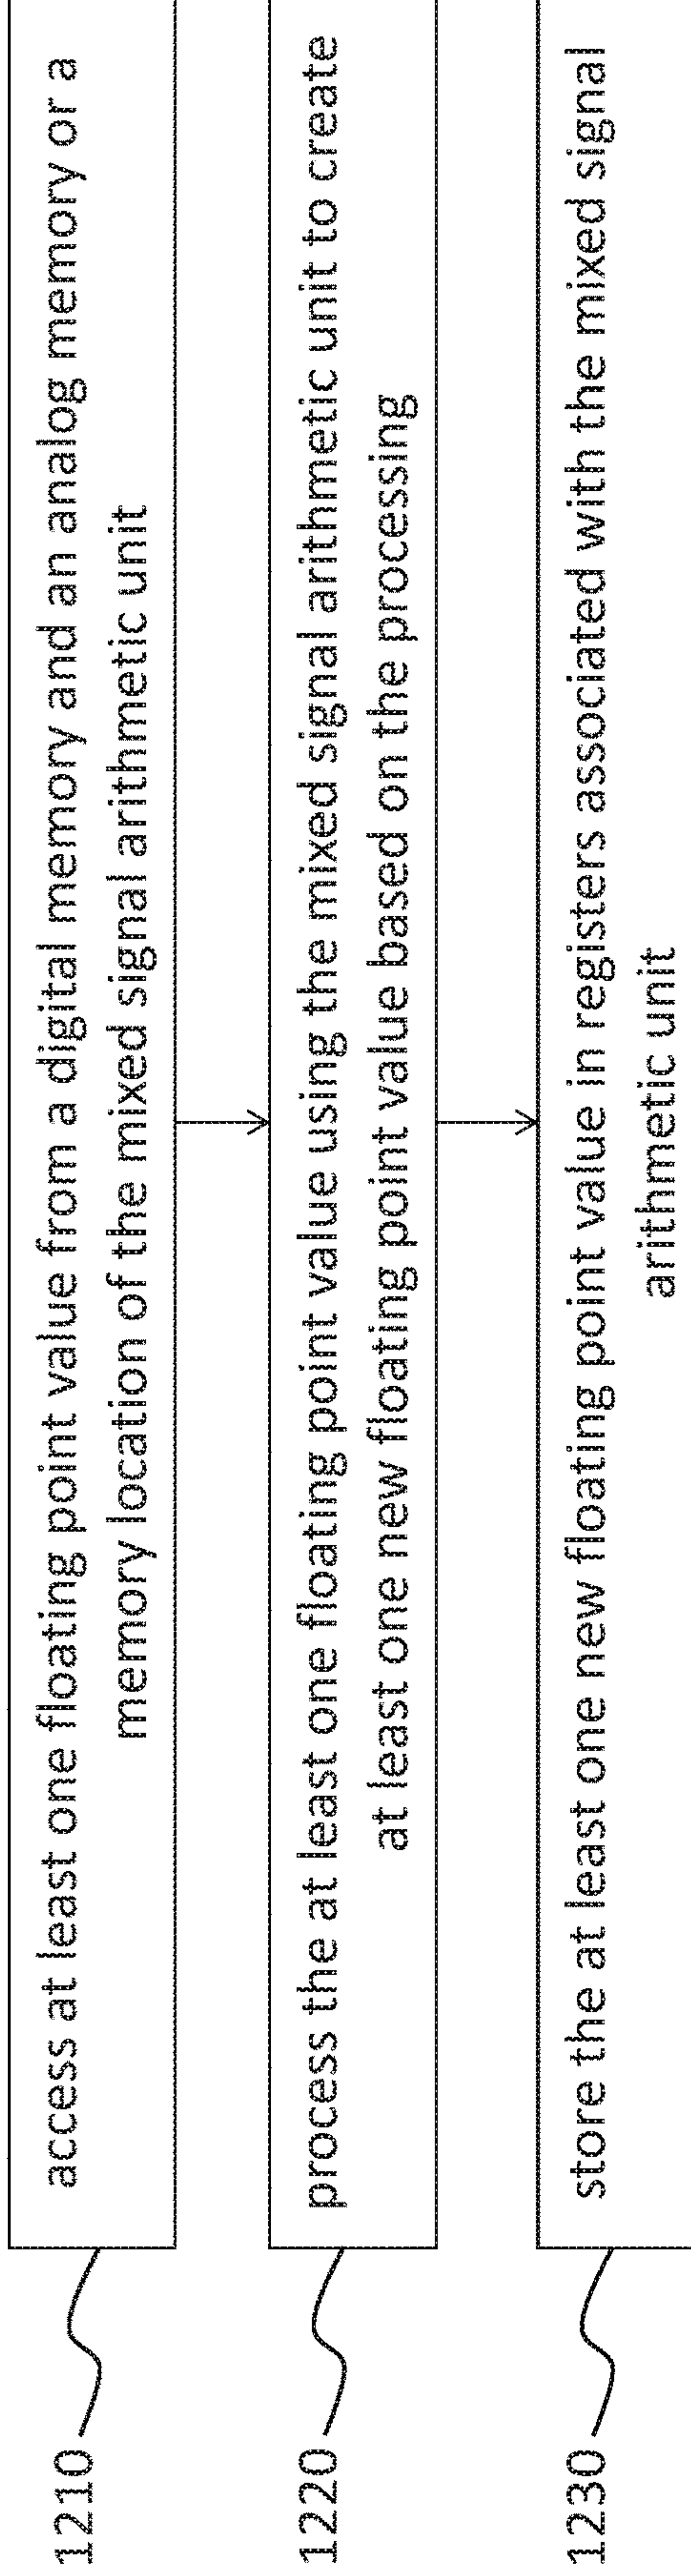 1210
access at least one floating point value from a digital memory and an analog memory or a
memory location of the mixed signal arithmetic unit
1220
process the at least one floating point value using the mixed signal arithmetic unit to create
at least one new floating point value based on the processing
1230
store the at least one new floating point value in registers associated with the mixed signal
arithmetic unit